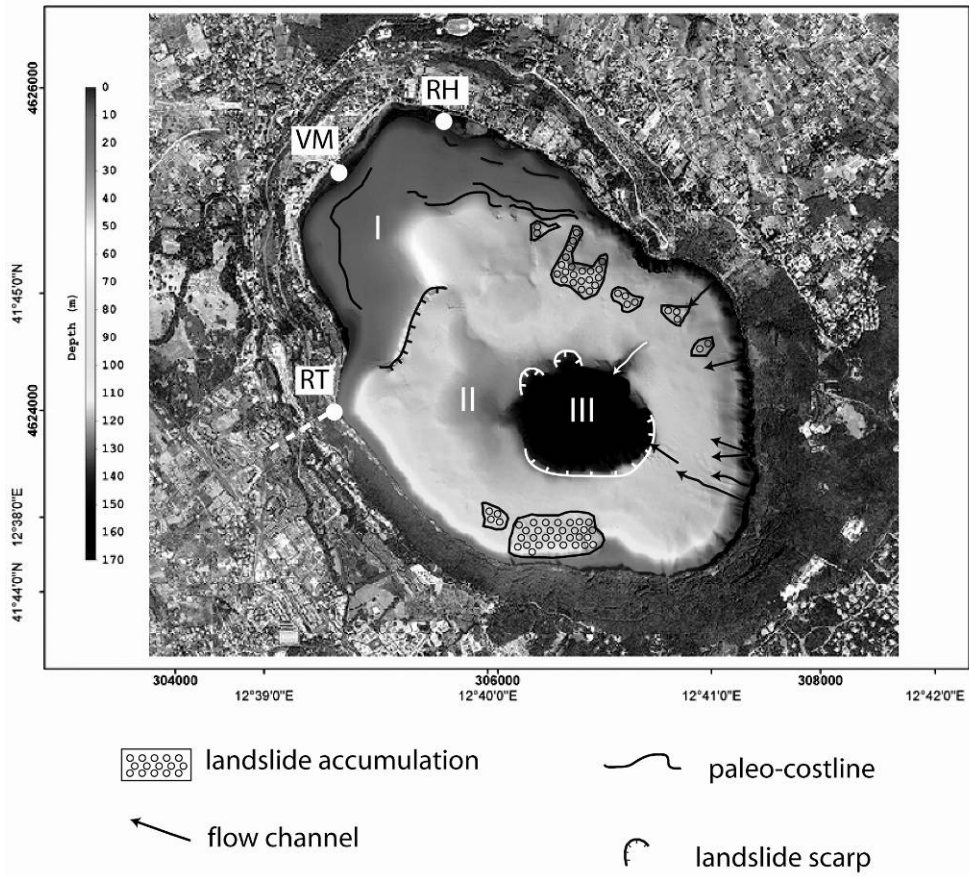 RH
VM
I
RT
II
III
0
10
20
30
40
50
60
70
80
90
100
110
120
130
140
150
160
170
Depth (m)
4626000
41°45'0"N
4624000
12°38'0"E
41°44'0"N
304000 306000 308000
12°39'0"E 12°40'0"E 12°41'0"E 12°42'0"E
landslide accumulation
paleo-costline
flow channel
landslide scarp